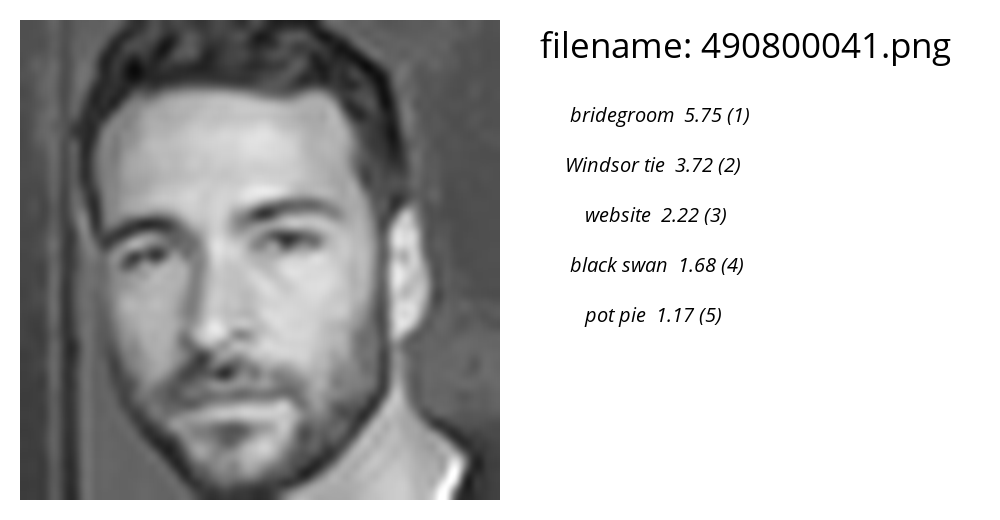 filename: 490800041.png
bridegroom 5.75 (1)
Windsor tie 3.72 (2)
website 2.22 (3)
black swan 1.68 (4)
pot pie 1.17 (5)